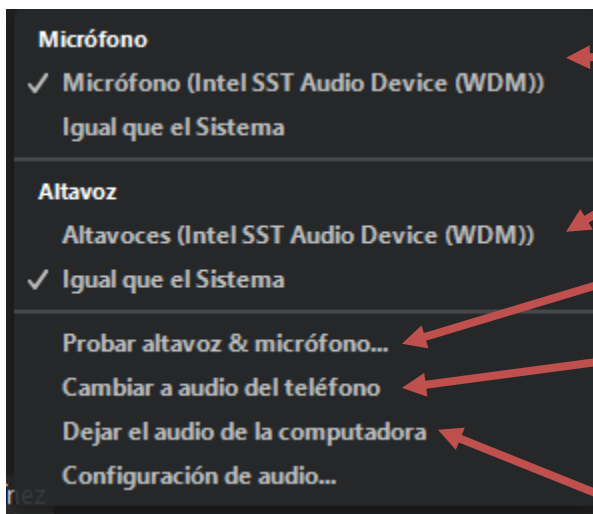 Micrófono
✓ Micrófono (Intel SST Audio Device (WDM))
Igual que el Sistema
Altavoz
Altavoces (Intel SST Audio Device (WDM))
✓ Igual que el Sistema
Probar altavoz & micrófono...
Cambiar a audio del teléfono
Dejar el audio de la computadora
Configuración de audio...
ínez